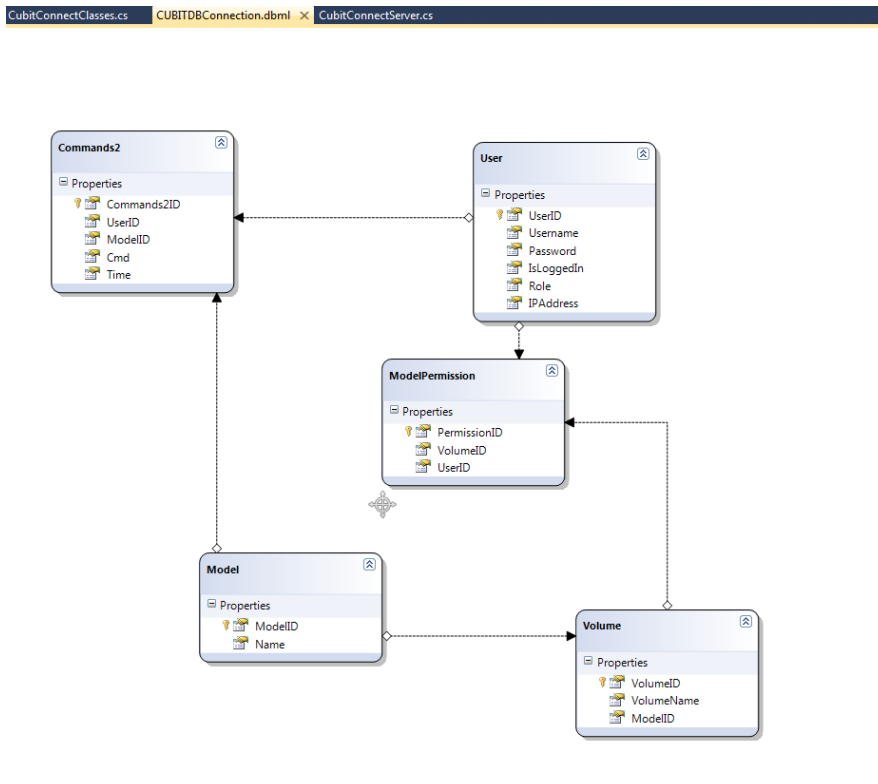 CubitConnectClasses.cs
CUBITDBConnection.dbml
CubitConnectServer.cs
Commands2
Properties
Commands2ID
UserID
ModelID
Cmd
Time
User
Properties
UserID
Username
Password
IsLoggedIn
Role
IPAddress
ModelPermission
Properties
PermissionID
VolumeID
UserID
Model
Properties
ModelID
Name
Volume
Properties
VolumeID
VolumeName
ModelID